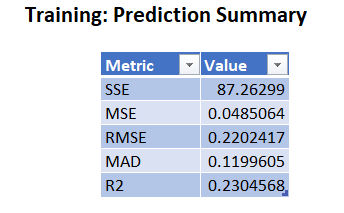 Training: Prediction Summary
Metric Value
SSE 87.26299
MSE 0.0485064
RMSE 0.2202417
MAD 0.1199605
R2 0.2304568